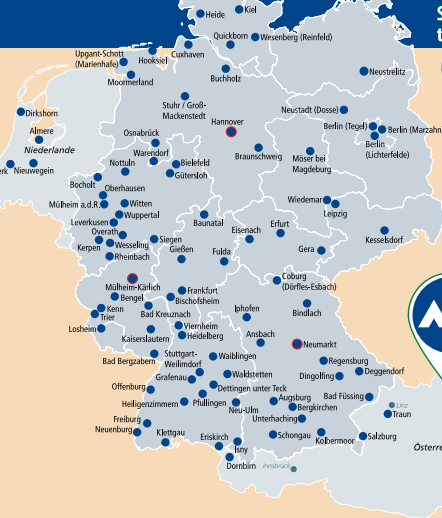 Kiel
Heide
Quickborn
Wesenberg (Reinfeld)
Upgant-Schott
(Marienhafe)
Hooksiel
Cuxhaven
Moormerland
Buchholz
Neustrelitz
Stuhr / Groß-
Mackenstedt
Dirkshorn
Neustadt (Dosse)
Hannover
Almere
Berlin (Tegel)
Berlin (Marzahn
Niederlande
Osnabrück
Berlin
(Lichterfelde)
Warendorf
Braunschweig
Möser bei
Magdeburg
Nieuwegein
Nottuln
Bielefeld
Gütersloh
Bocholt
Oberhausen
Mülheim a.d.R.
Witten
Wiedemar
Leipzig
Wuppertal
Leverkusen
Baunatal
Overath
Eisenach
Erfurt
Kesselsdorf
Kerpen
Wesseling
Siegen
Rheinbach
Gießen
Fulda
Gera
Mülheim-Kärlich
Coburg
(Dörfles-Esbach)
Bengel
Frankfurt
Bischofsheim
Bindlach
Kenn
Trier
Bad Kreuznach
Iphofen
Losheim
Viernheim
Kaiserslautern
Heidelberg
Ansbach
Neumarkt
Bad Bergzabern
Stuttgart-
Weilimdorf
Waiblingen
Regensburg
Grafenau
Waldstetten
Dingolfing
Deggendorf
Offenburg
Dettingen unter Teck
Heiligenzimmern
Pfullingen
Augsburg
Bad Füssing
Neu-Ulm
Bergkirchen
Linz
Traun
Freiburg
Unterhaching
Neuenburg
Klettgau
Eriskirch
Schongau
Kolbermoor
Salzburg
Isny
Dornbirn
Innsbruck
Österre